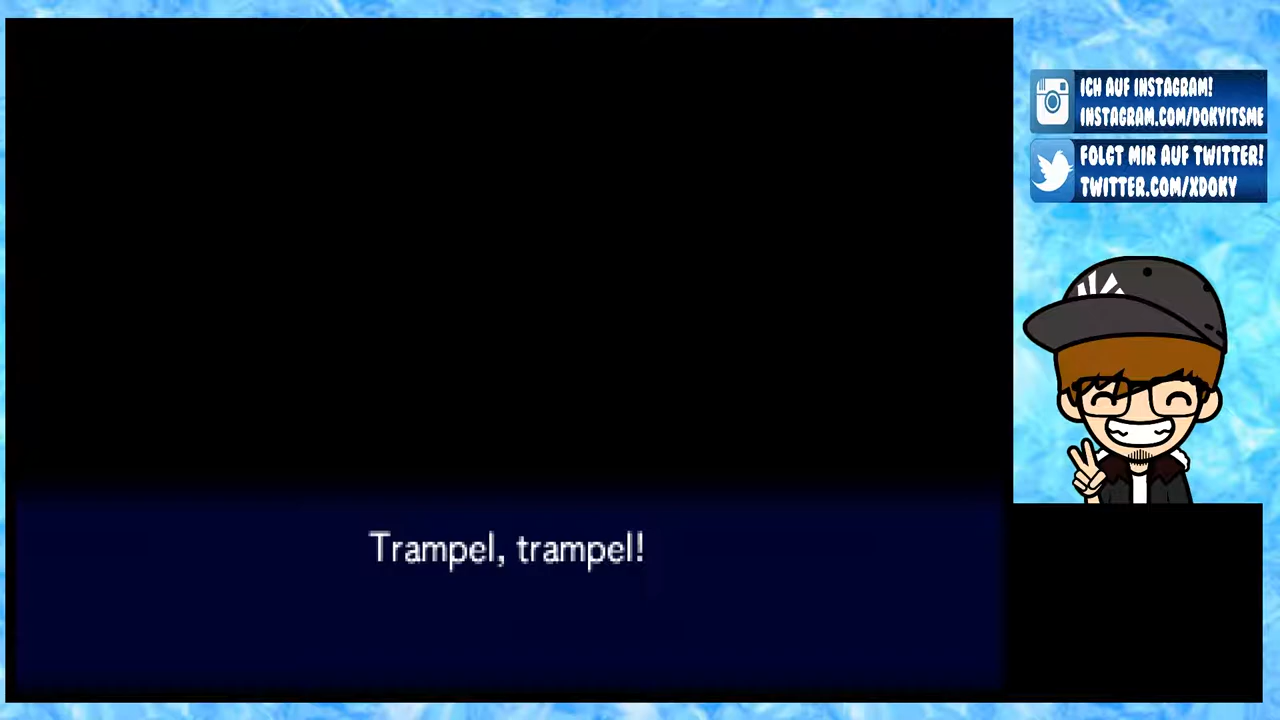 ICH AUF INSTAGRAM!
INSTAGRAM.COM/DOKYITSME
FOLGT MIR AUF TWITTER!
TWITTER.COM/XDOKY
Trampel, trampel!